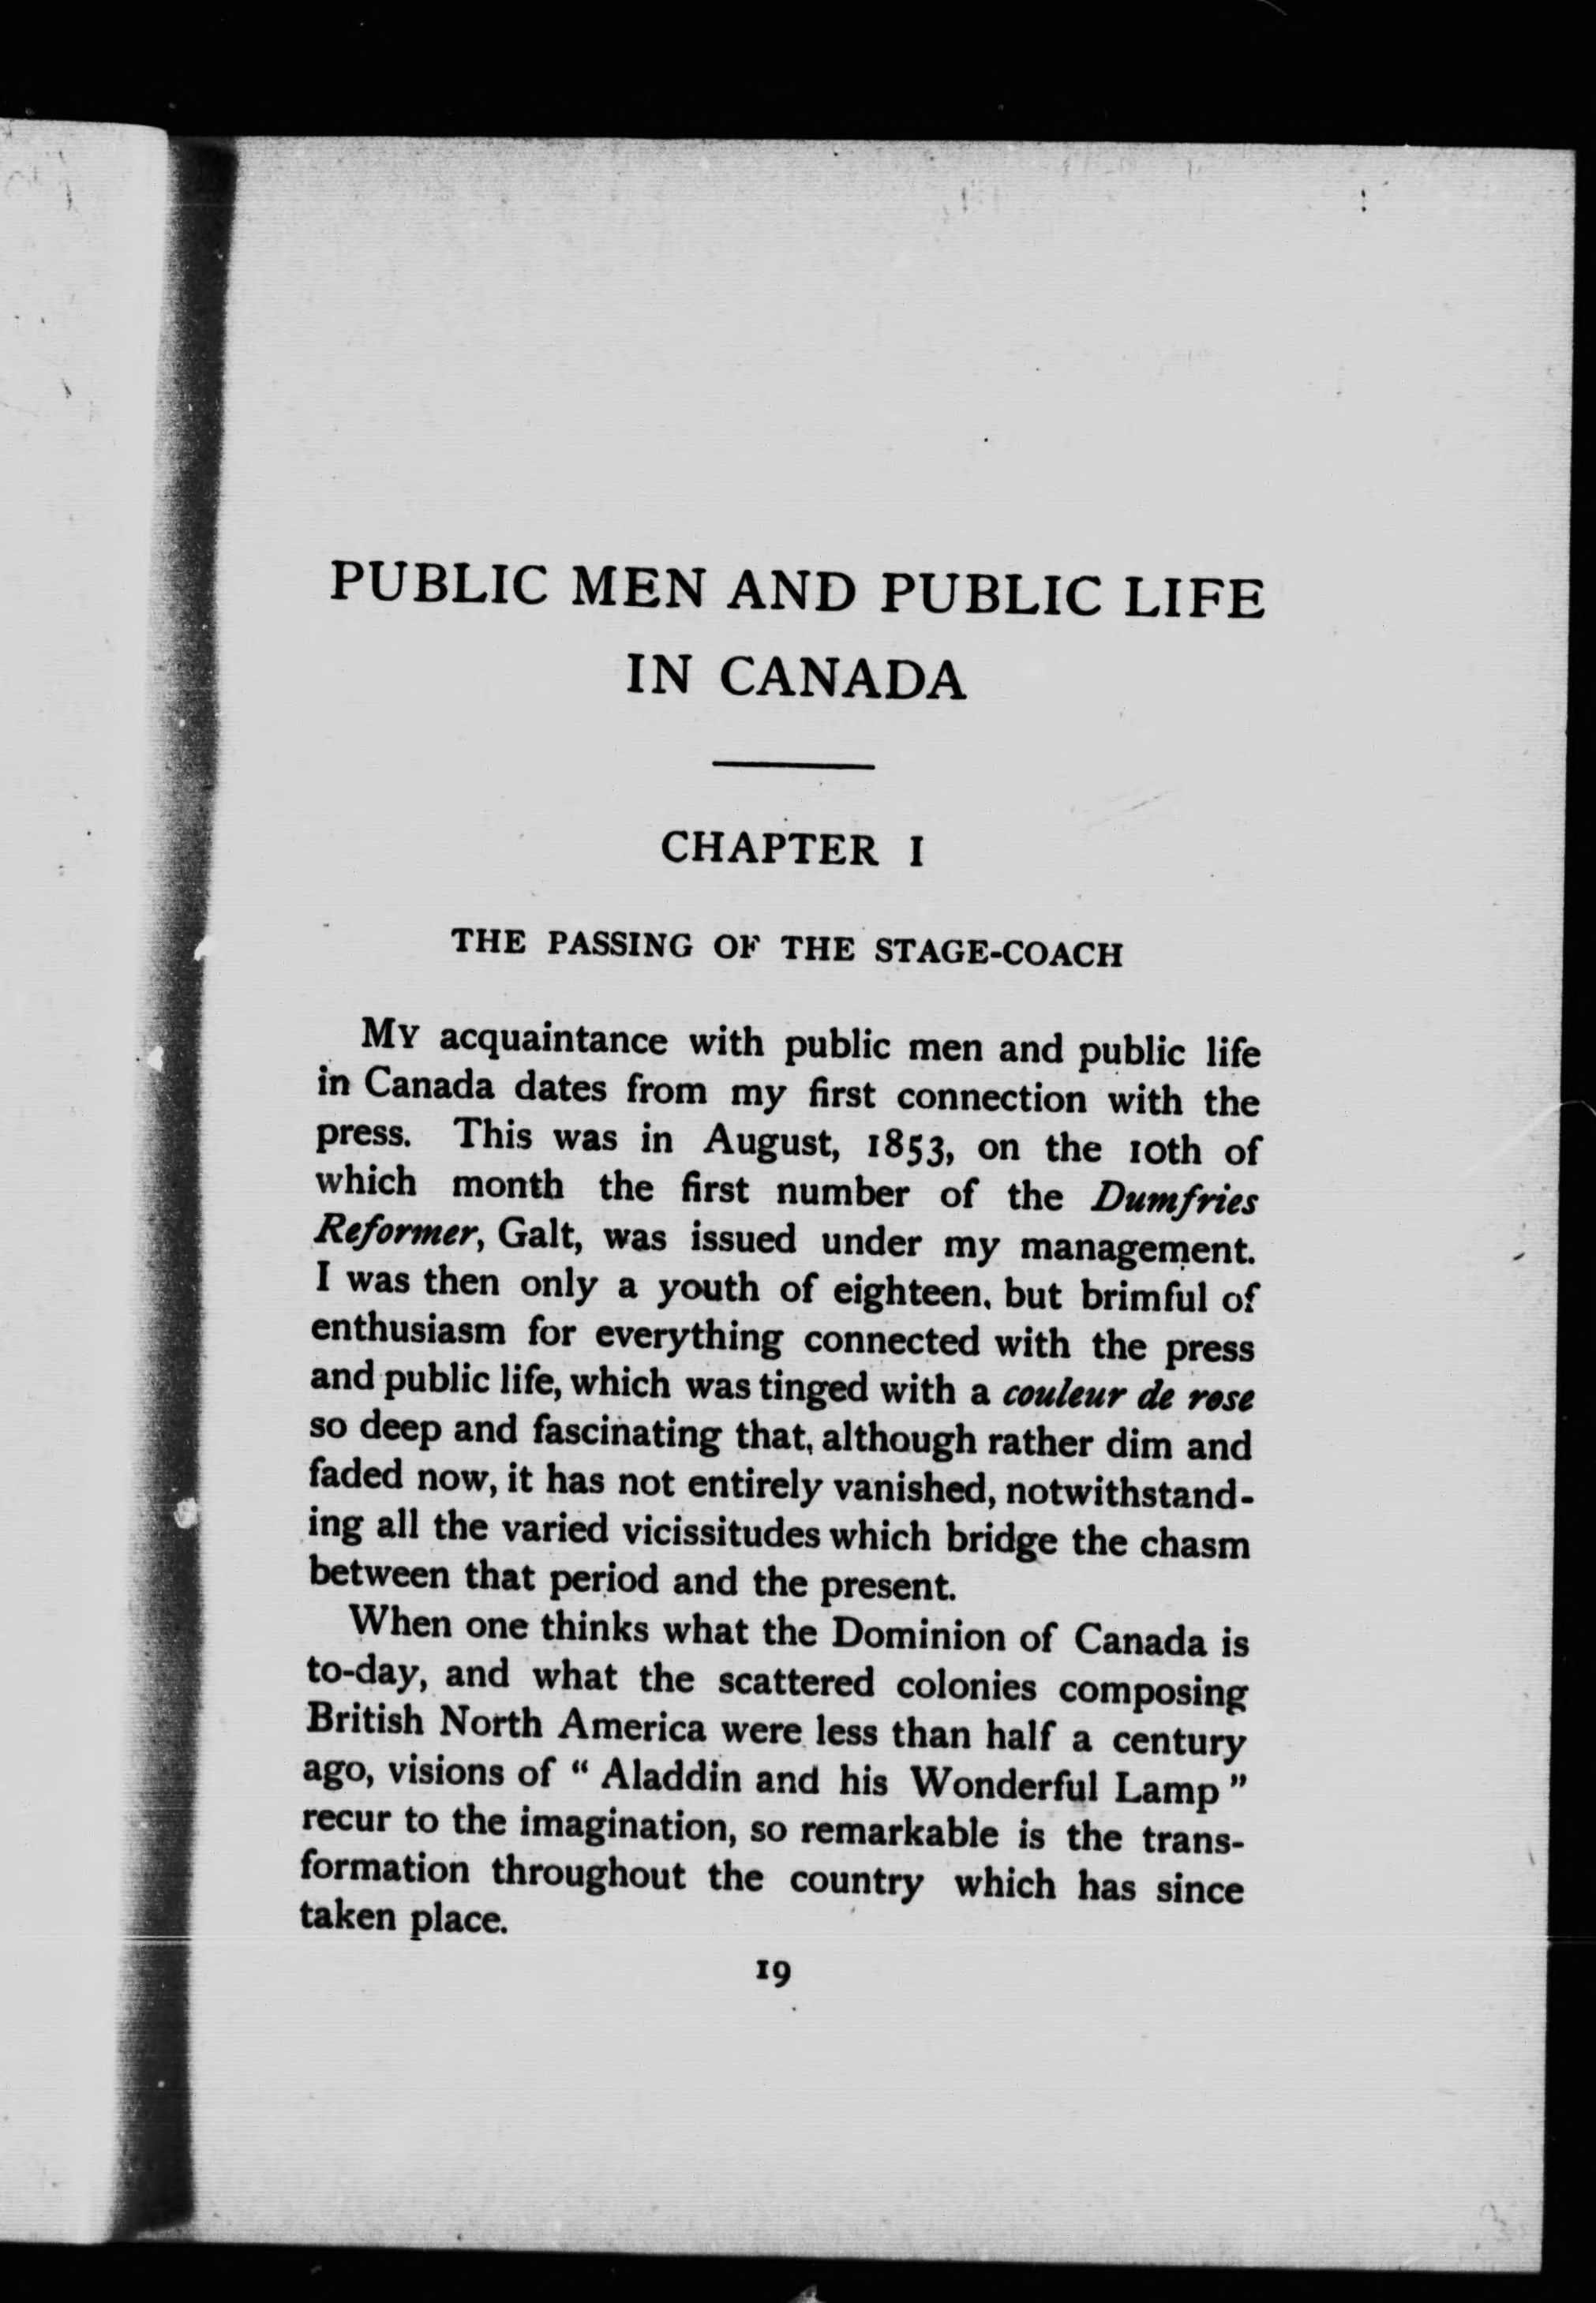 PUBLIC MEN AND PUBLIC LIFE
IN CANADA
CHAPTER I
THE PASSING OF THE STAGE-COACH
MY acquaintance with public men and public life
in Canada dates from my first connection with the
press. This was in August, 1853, on the 10th of
which month the first number of the Dumfries
Reformer, Galt, was issued under my management.
I was then only a youth of eighteen, but brimful of
enthusiasm for everything connected with the press
and public life, which was tinged with a couleur de rose
so deep and fascinating that, although rather dim and
faded now, it has not entirely vanished, notwithstand-
ing all the varied vicissitudes which bridge the chasm
between that period and the present.
When one thinks what the Dominion of Canada is
to-day, and what the scattered colonies composing
British North America were less than half a century
ago, visions of “ Aladdin and his Wonderful Lamp ”
recur to the imagination, so remarkable is the trans-
formation throughout the country which has since
taken place.
19